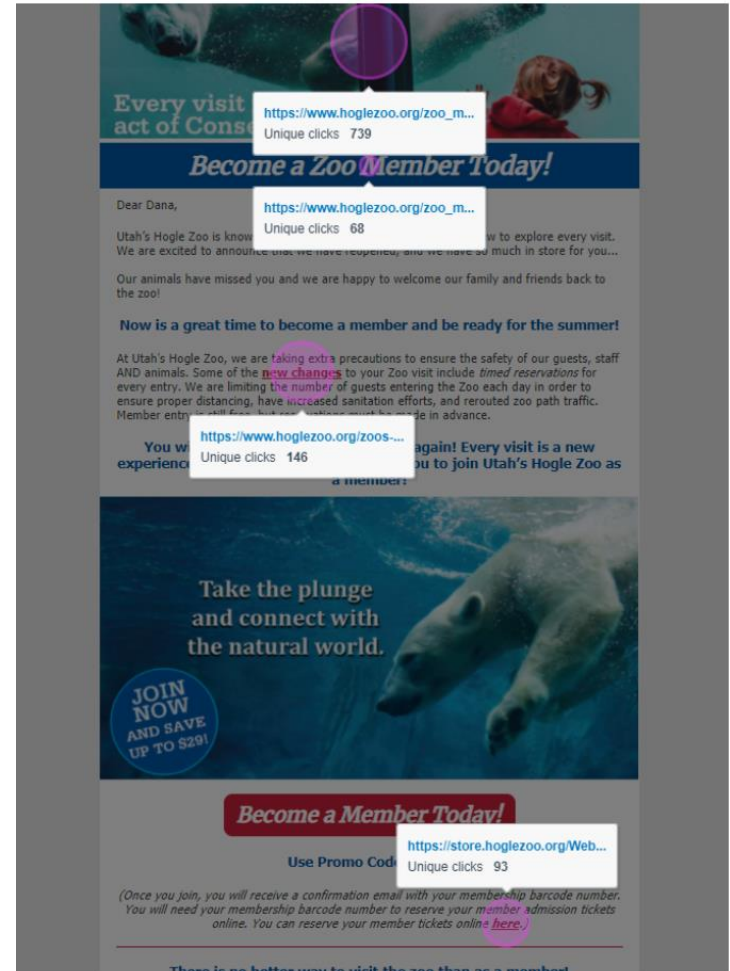 Every visit
act of Conse
https://www.hoglezoo.org/zoo_m...
Unique clicks 739
Become a Zoo Member Today!
Dear Dana,
https://www.hoglezoo.org/zoo_m...
Unique clicks 68
Utah's Hogle Zoo is know w to explore every visit.
We are excited to announce that we have reopened, and we have so much in store for you...
Our animals have missed you and we are happy to welcome our family and friends back to
the zoo!
Now is a great time to become a member and be ready for the summer!
At Utah's Hogle Zoo, we are taking extra precautions to ensure the safety of our guests, staff
AND animals. Some of the new changes to your Zoo visit include timed reservations for
every entry. We are limiting the number of guests entering the Zoo each day in order to
ensure proper distancing, have increased sanitation efforts, and rerouted zoo path traffic.
Member entry is still free, but reservations must be made in advance.
https://www.hoglezoo.org/zoos-...
Unique clicks 146
You wi again! Every visit is a new
experience ou to join Utah's Hogle Zoo as
a member!
Take the plunge
and connect with
the natural world.
JOIN
NOW
AND SAVE
UP TO $29!
Become a Member Today!
https://store.hoglezoo.org/Web...
Unique clicks 93
Use Promo Code
(Once you join, you will receive a confirmation email with your membership barcode number.
You will need your membership barcode number to reserve your member admission tickets
online. You can reserve your member tickets online here.)
There is no better way to visit the zoo than as a member!